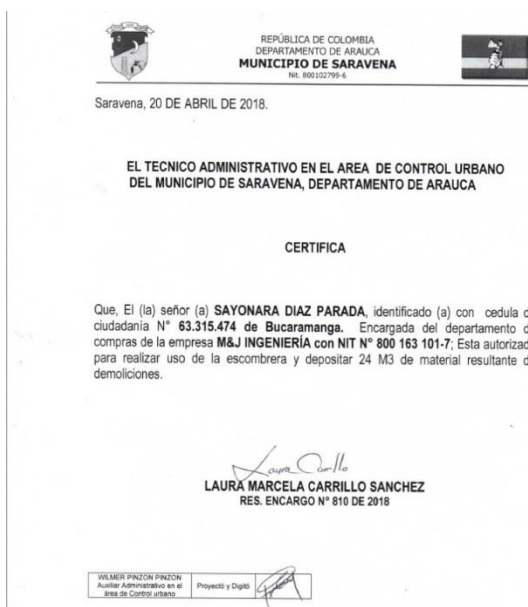 REPÚBLICA DE COLOMBIA
DEPARTAMENTO DE ARAUCA
MUNICIPIO DE SARAVENA
Nit. 800102799-6
Saravena, 20 DE ABRIL DE 2018.
EL TECNICO ADMINISTRATIVO EN EL AREA DE CONTROL URBANO
DEL MUNICIPIO DE SARAVENA, DEPARTAMENTO DE ARAUCA
CERTIFICA
Que, El (la) señor (a) SAYONARA DIAZ PARADA, identificado (a) con cedula d
ciudadanía N° 63.315.474 de Bucaramanga. Encargada del departamento d
compras de la empresa M&J INGENIERÍA con NIT N° 800 163 101-7; Esta autorizad
para realizar uso de la escombrera y depositar 24 M3 de material resultante d
demoliciones.
Laura Carrillo
LAURA MARCELA CARRILLO SANCHEZ
RES. ENCARGO N° 810 DE 2018
WILMER PINZON PINZON
Auxiliar Administrativo en el
área de Control urbano
Proyectó y Digitó